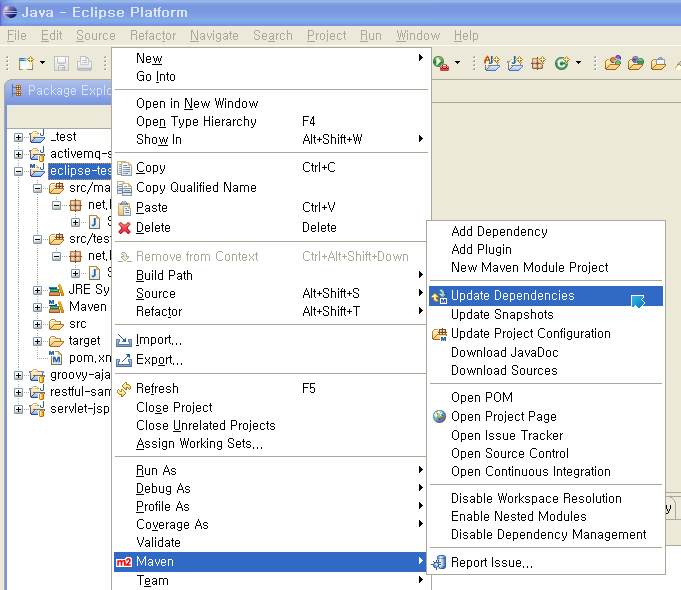 Java - Eclipse Platform
File Edit Source Refactor Navigate Search Project Run Window Help
Package Explo
_test
activemq-s
eclipse-tes
src/ma
net.
src/test
net.
JRE Sy
Maven
src
target
pom.xm
groovy-aja
restful-sam
servlet-jsp
New
Go Into
Open in New Window
Open Type Hierarchy F4
Show In Alt+Shift+W
Copy Ctrl+C
Copy Qualified Name
Paste Ctrl+V
Delete Delete
Remove from Context Ctrl+Alt+Shift+Down
Build Path
Source Alt+Shift+S
Refactor Alt+Shift+T
Import...
Export...
Refresh F5
Close Project
Close Unrelated Projects
Assign Working Sets...
Run As
Debug As
Profile As
Coverage As
Validate
m2 Maven
Team
Add Dependency
Add Plugin
New Maven Module Project
Update Dependencies
Update Snapshots
Update Project Configuration
Download JavaDoc
Download Sources
Open POM
Open Project Page
Open Issue Tracker
Open Source Control
Open Continuous Integration
Disable Workspace Resolution
Enable Nested Modules
Disable Dependency Management
Report Issue...